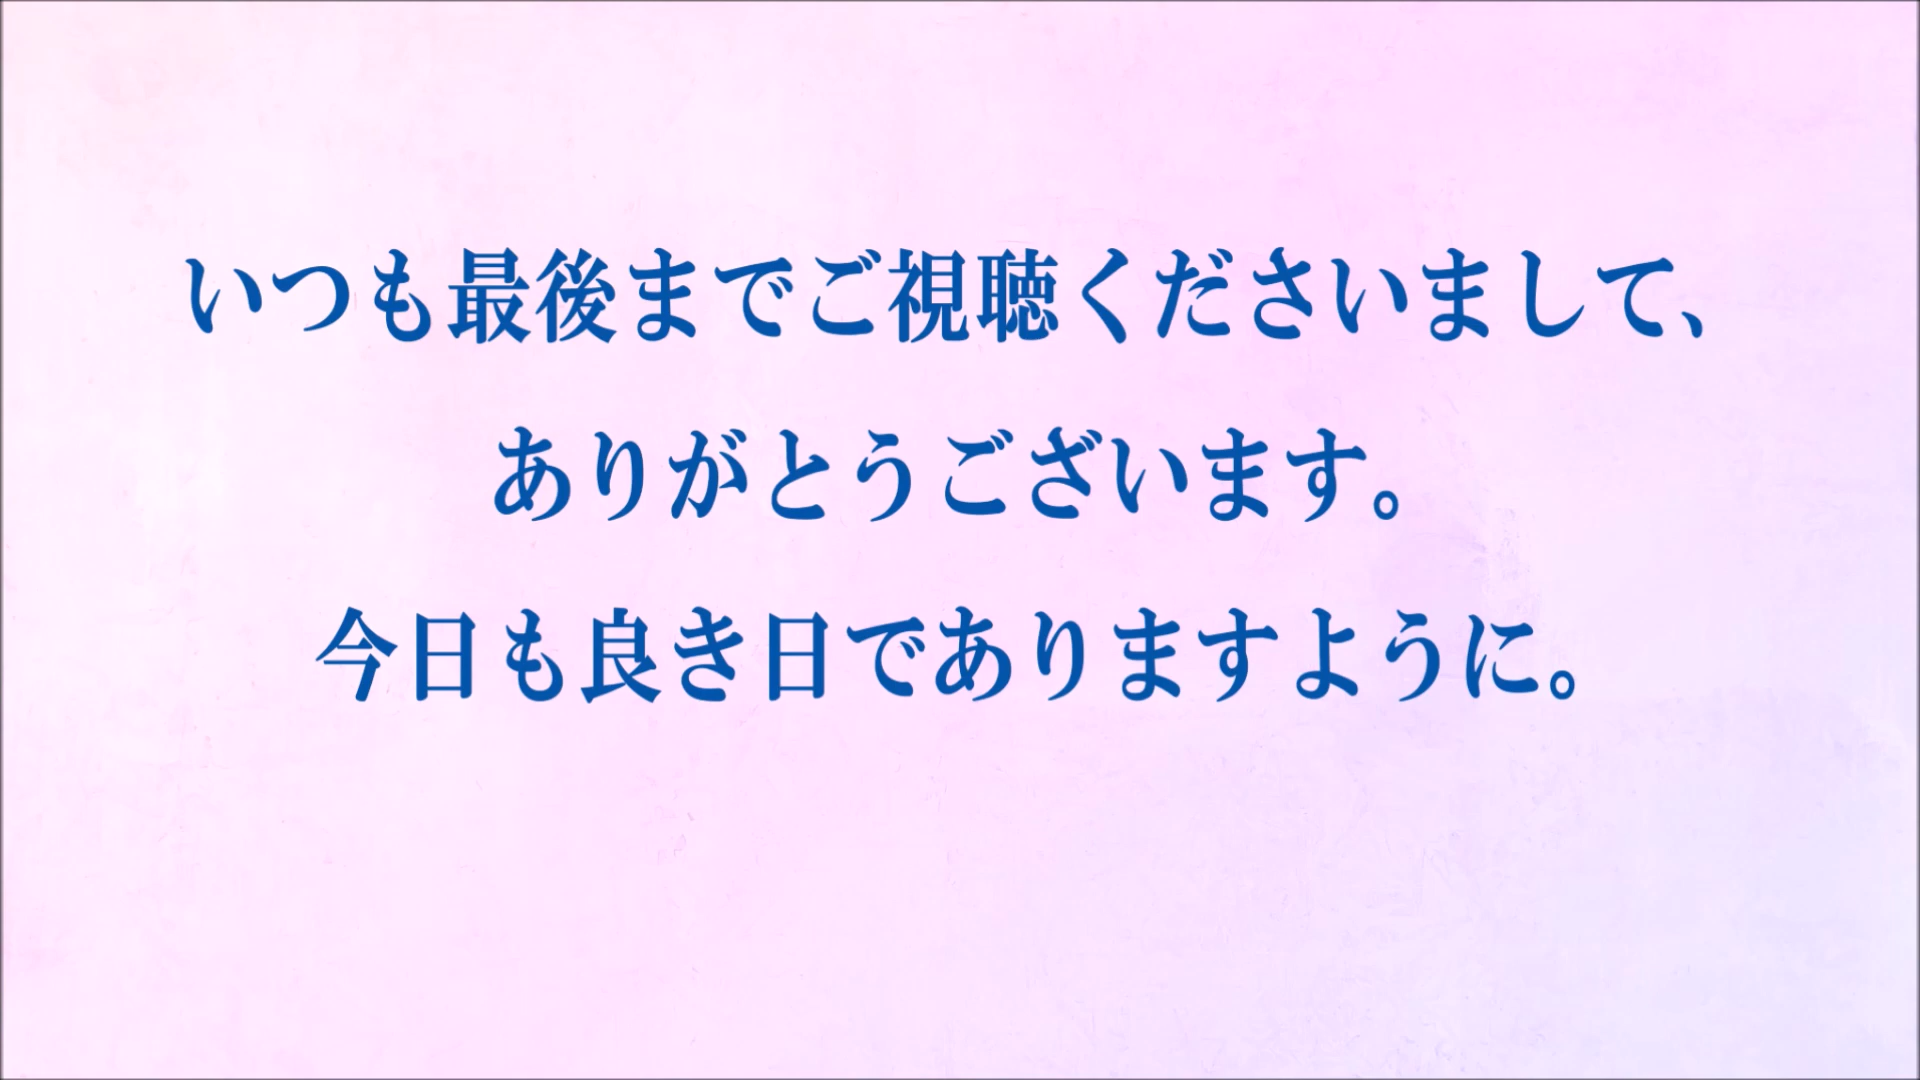 いつも最後までご視聴くださいまして、
ありがとうございます。
今日も良き日でありますように。